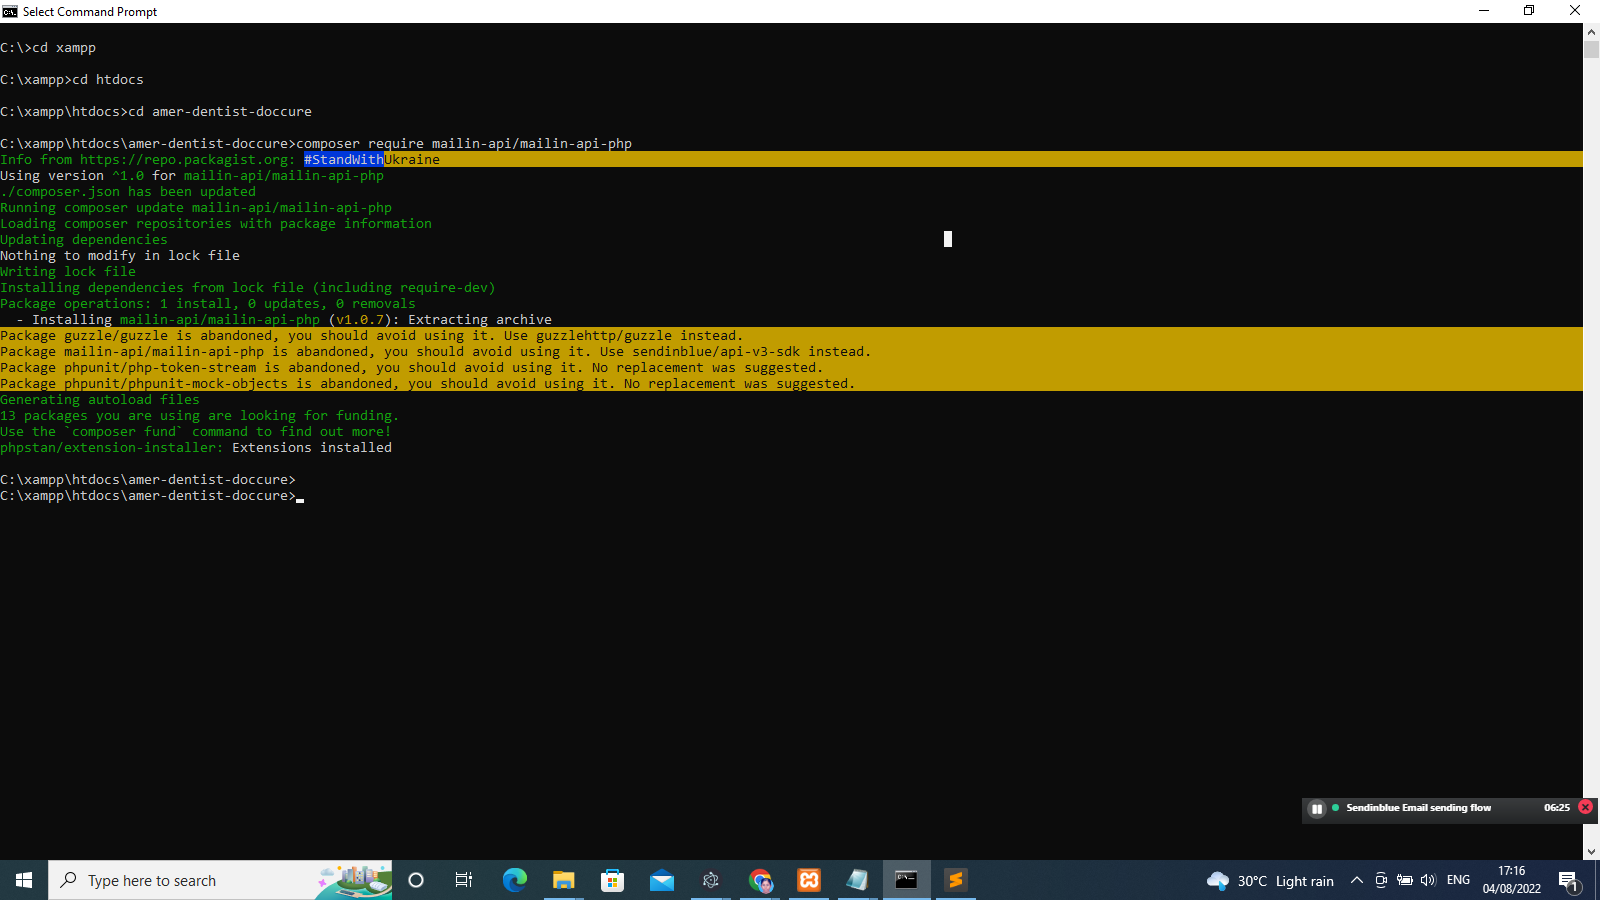 Select Command Prompt
C:\>cd xampp
C:\xampp>cd htdocs
C:\xampp\htdocs>cd amer-dentist-doccure
C:\xampp\htdocs\amer-dentist-doccure>composer require mailin-api/mailin-api-php
Info from https://repo.packagist.org: #StandWithUkraine
Using version ^1.0 for mailin-api/mailin-api-php
./composer.json has been updated
Running composer update mailin-api/mailin-api-php
Loading composer repositories with package information
Updating dependencies
Nothing to modify in lock file
Writing lock file
Installing dependencies from lock file (including require-dev)
Package operations: 1 install, 0 updates, 0 removals
  - Installing mailin-api/mailin-api-php (v1.0.7): Extracting archive
Package guzzle/guzzle is abandoned, you should avoid using it. Use guzzlehttp/guzzle instead.
Package mailin-api/mailin-api-php is abandoned, you should avoid using it. Use sendinblue/api-v3-sdk instead.
Package phpunit/php-token-stream is abandoned, you should avoid using it. No replacement was suggested.
Package phpunit/phpunit-mock-objects is abandoned, you should avoid using it. No replacement was suggested.
Generating autoload files
13 packages you are using are looking for funding.
Use the `composer fund` command to find out more!
phpstan/extension-installer: Extensions installed
C:\xampp\htdocs\amer-dentist-doccure>
C:\xampp\htdocs\amer-dentist-doccure>
Sendinblue Email sending flow 06:25
Type here to search
30°C Light rain
ENG
17:16
04/08/2022
1